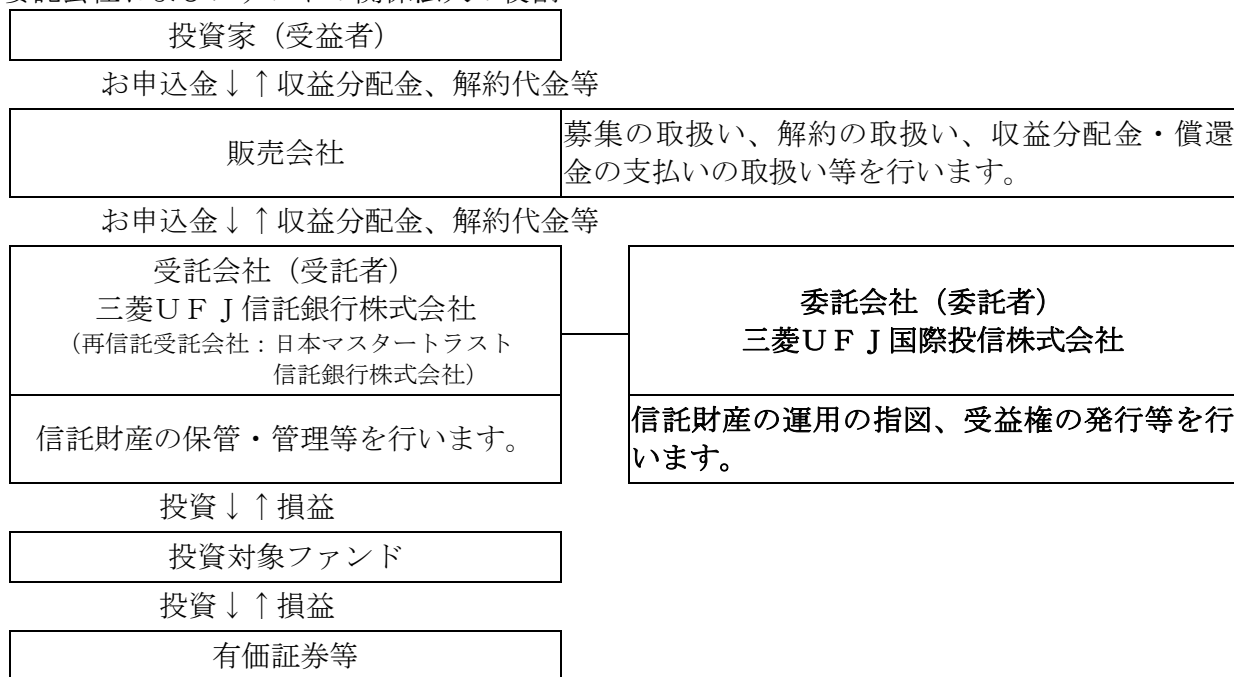 投資家（受益者）
お申込金↓↑収益分配金、解約代金等
販売会社
募集の取扱い、解約の取扱い、収益分配金・償還
金の支払いの取扱い等を行います。
お申込金↓↑収益分配金、解約代金等
受託会社（受託者）
三菱ＵＦＪ信託銀行株式会社
（再信託受託会社：日本マスタートラスト
信託銀行株式会社）
委託会社（委託者）
三菱ＵＦＪ国際投信株式会社
信託財産の保管・管理等を行います。
信託財産の運用の指図、受益権の発行等を行
います。
投資↓↑損益
投資対象ファンド
投資↓↑損益
有価証券等